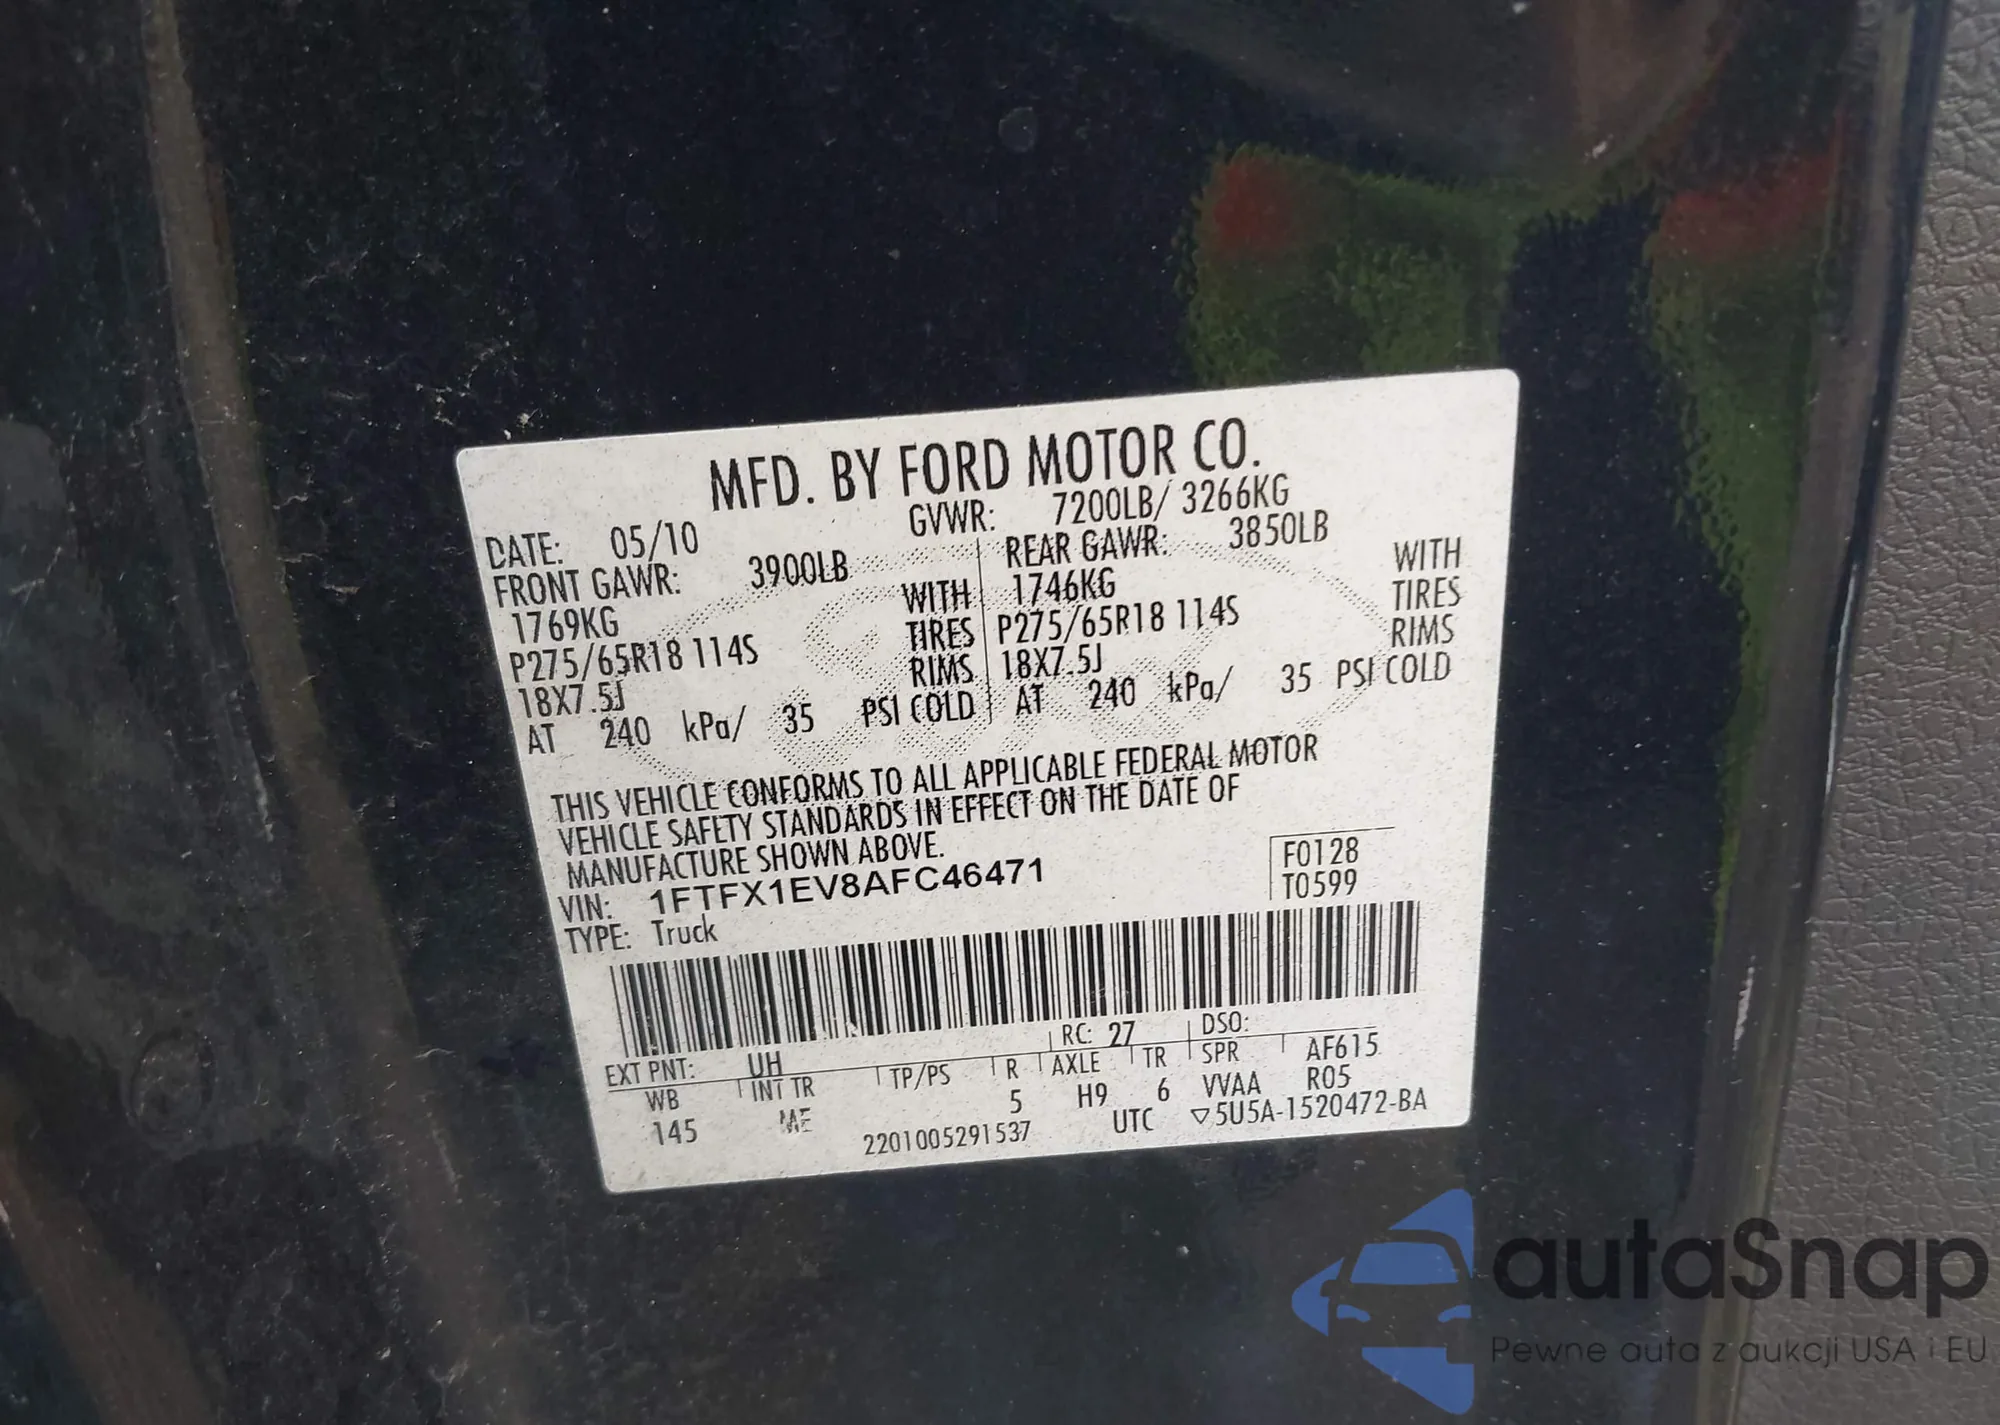 MFD. BY FORD MOTOR CO.
DATE: 05/10 GVWR: 7200LB/ 3266KG
FRONT GAWR: 3900LB REAR GAWR: 3850LB
1769KG WITH 1746KG WITH
P275/65R18 114S TIRES P275/65R18 114S TIRES
18X7.5J RIMS 18X7.5J RIMS
AT 240 kPa/ 35 PSI COLD AT 240 kPa/ 35 PSI COLD
THIS VEHICLE CONFORMS TO ALL APPLICABLE FEDERAL MOTOR
VEHICLE SAFETY STANDARDS IN EFFECT ON THE DATE OF
MANUFACTURE SHOWN ABOVE.
VIN: 1FTFX1EV8AFC46471 F0128
TYPE: Truck T0599
EXT PNT: UH RC: 27 DSO:
WB INT TR TP/PS R AXLE TR SPR AF615
145 ME 5 H9 6 VVAA R05
2201005291537 UTC ▽5U5A-1520472-BA
autaSnap
Pewne auta z aukcji USA i EU